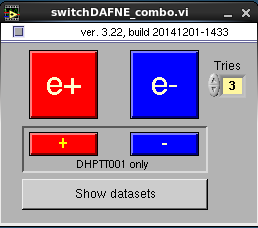 switchDAFNE_combo.vi
ver. 3.22, build 20141201-1433
e+ e- Tries
3
+ -
DHPTT001 only
Show datasets